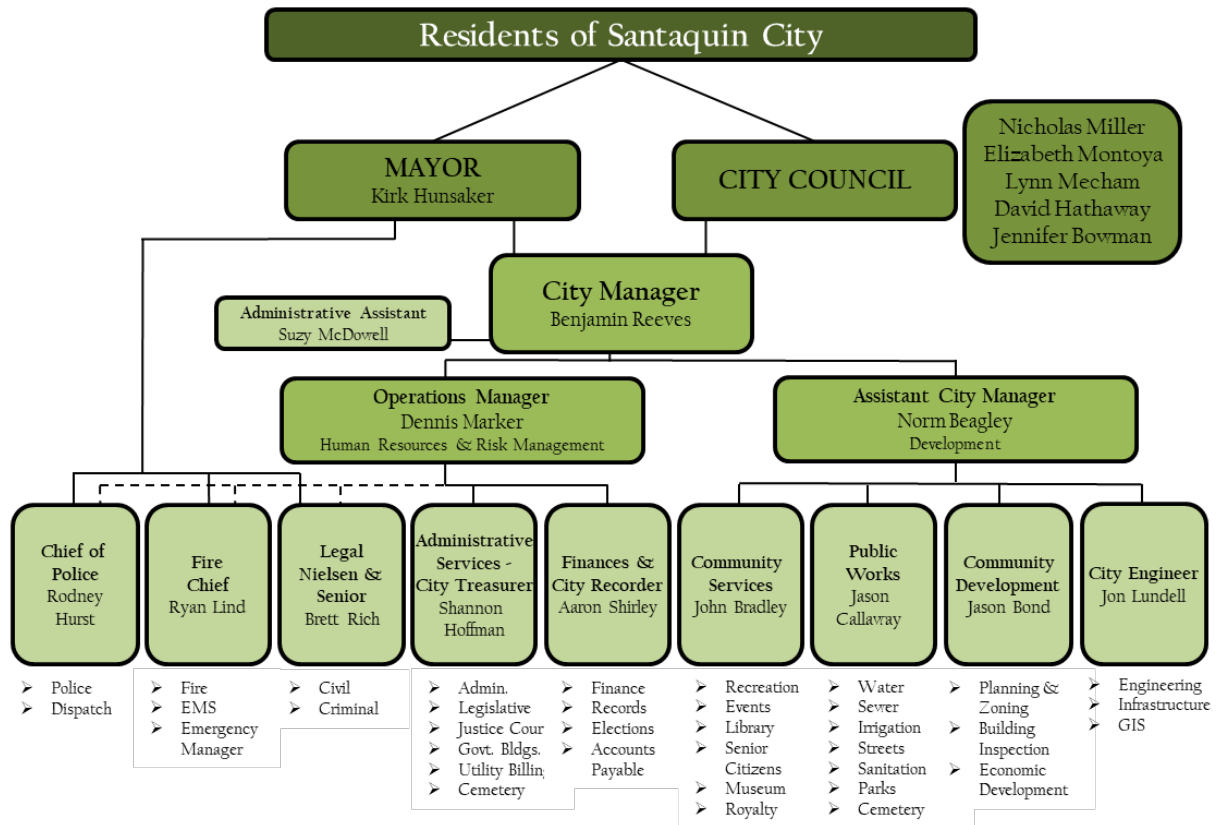 Residents of Santaquin City
MAYOR
Kirk Hunsaker
CITY COUNCIL
Nicholas Miller
Elizabeth Montoya
Lynn Mecham
David Hathaway
Jennifer Bowman
City Manager
Benjamin Reeves
Administrative Assistant
Suzy McDowell
Operations Manager
Dennis Marker
Human Resources & Risk Management
Assistant City Manager
Norm Beagley
Development
Chief of
Police
Rodney
Hurst
Fire
Chief
Ryan Lind
Legal
Nielsen &
Senior
Brett Rich
Administrative
Services -
City Treasurer
Shannon
Hoffman
Finances &
City Recorder
Aaron Shirley
Community
Services
John Bradley
Public
Works
Jason
Callaway
Community
Development
Jason Bond
City Engineer
Jon Lundell
➢ Police
➢ Dispatch
➢ Fire
➢ EMS
➢ Emergency
Manager
➢ Civil
➢ Criminal
➢ Admin.
➢ Legislative
➢ Justice Cour
➢ Govt. Bldgs.
➢ Utility Billin
➢ Cemetery
➢ Finance
➢ Records
➢ Elections
➢ Accounts
Payable
➢ Recreation
➢ Events
➢ Library
➢ Senior
Citizens
➢ Museum
➢ Royalty
➢ Water
➢ Sewer
➢ Irrigation
➢ Streets
➢ Sanitation
➢ Parks
➢ Cemetery
➢ Planning &
Zoning
➢ Building
Inspection
➢ Economic
Development
➢ Engineering
➢ Infrastructure
➢ GIS